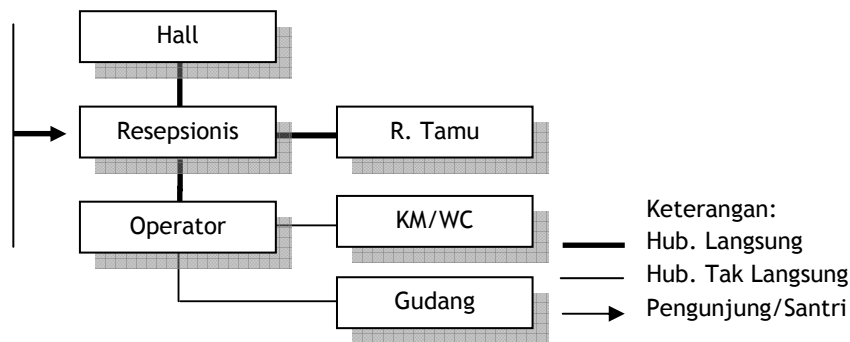 Hall
Resepsionis
R. Tamu
Operator
KM/WC
Gudang
Keterangan:
Hub. Langsung
Hub. Tak Langsung
Pengunjung/Santri